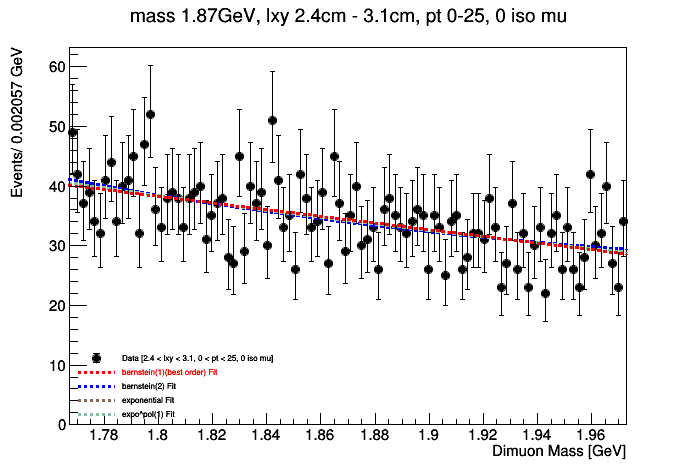 mass 1.87GeV, lxy 2.4cm - 3.1cm, pt 0-25, 0 iso mu
Events/ 0.002057 GeV
60
50
40
30
20
10
0
Data [2.4 < lxy < 3.1, 0 < pt < 25, 0 iso mu]
bernstein(1)(best order) Fit
bernstein(2) Fit
exponential Fit
expo*pol(1) Fit
1.78 1.8 1.82 1.84 1.86 1.88 1.9 1.92 1.94 1.96
Dimuon Mass [GeV]